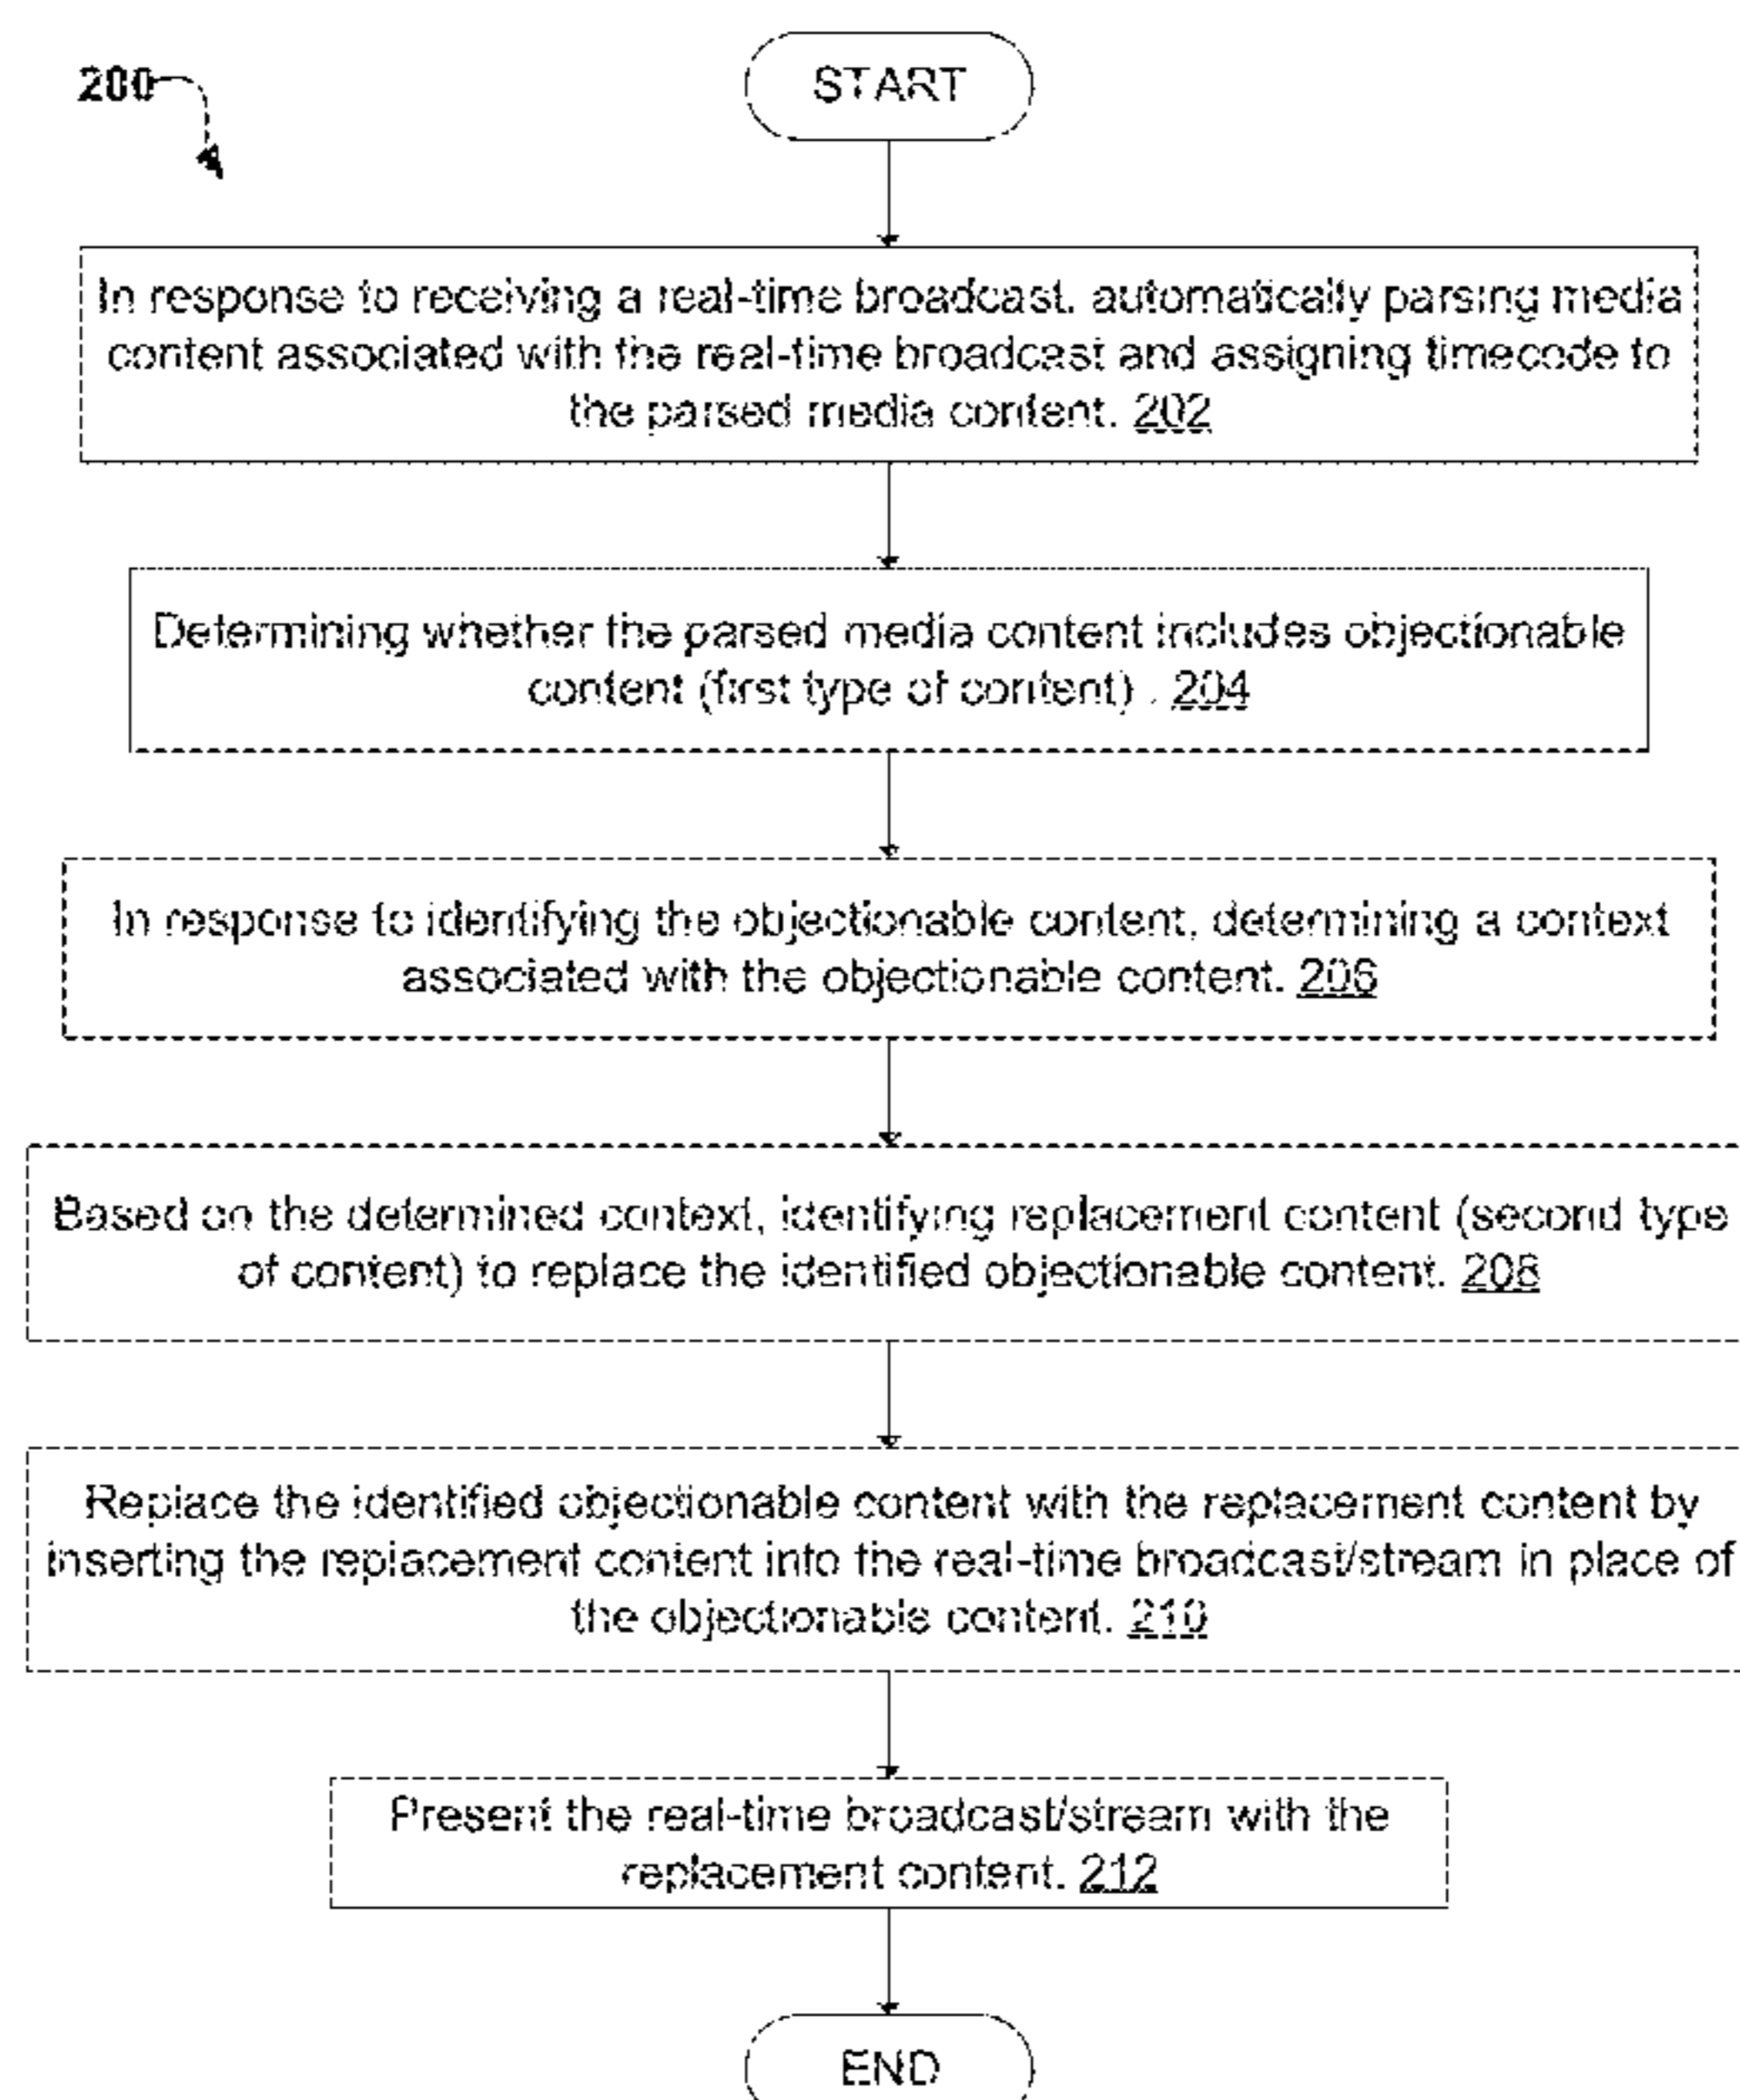 200
START
In response to receiving a real-time broadcast, automatically parsing media
content associated with the real-time broadcast and assigning timecode to
the parsed media content. 202
Determining whether the parsed media content includes objectionable
content (first type of content) . 204
In response to identifying the objectionable content, determining a context
associated with the objectionable content. 206
Based on the determined context, identifying replacement content (second type
of content) to replace the identified objectionable content. 208
Replace the identified objectionable content with the replacement content by
inserting the replacement content into the real-time broadcast/stream in place of
the objectionable content. 210
Present the real-time broadcast/stream with the
replacement content. 212
END